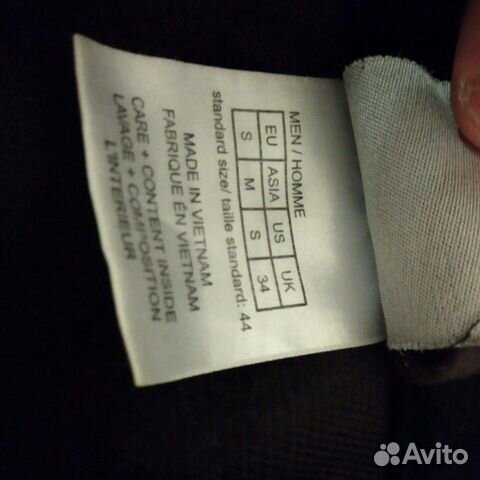 MEN / HOMME
EU ASIA US UK
S M S 34
standard size/ taille standard: 44
MADE IN VIETNAM
FABRIQUÉ EN VIETNAM
CARE + CONTENT INSIDE
LAVAGE + COMPOSITION
L'INTERIEUR
Avito